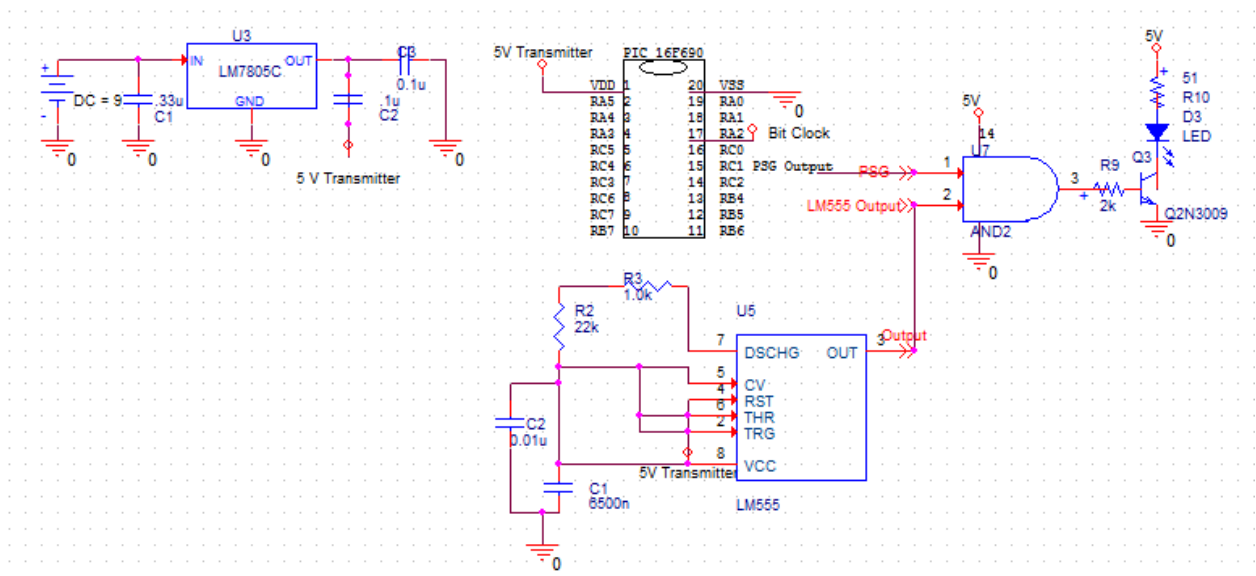 U3
IN
OUT
LM7805C
GND
+
-
DC = 9
.33u
C1
C3
0.1u
.1u
C2
0
0
0
5 V Transmitter
5V Transmitter
PIC 16F690
VDD 1 20 VSS
RA5 2 19 RA0
RA4 3 18 RA1
RA3 4 17 RA2
RC5 5 16 RC0
RC4 6 15 RC1
RC3 7 14 RC2
RC6 8 13 RB4
RC7 9 12 RB5
RB7 10 11 RB6
0
Bit Clock
PSG Output
PSG
LM555 Output
5V
14
U7
1
2
3
AND2
0
R9
+
2k
5V
+
51
R10
D3
LED
Q3
Q2N3009
0
R3
1.0k
R2
22k
C2
0.01u
C1
6500n
0
U5
7 DSCHG
OUT 3
Output
5 CV
4 RST
6 THR
2 TRG
8 VCC
5V Transmitter
LM555